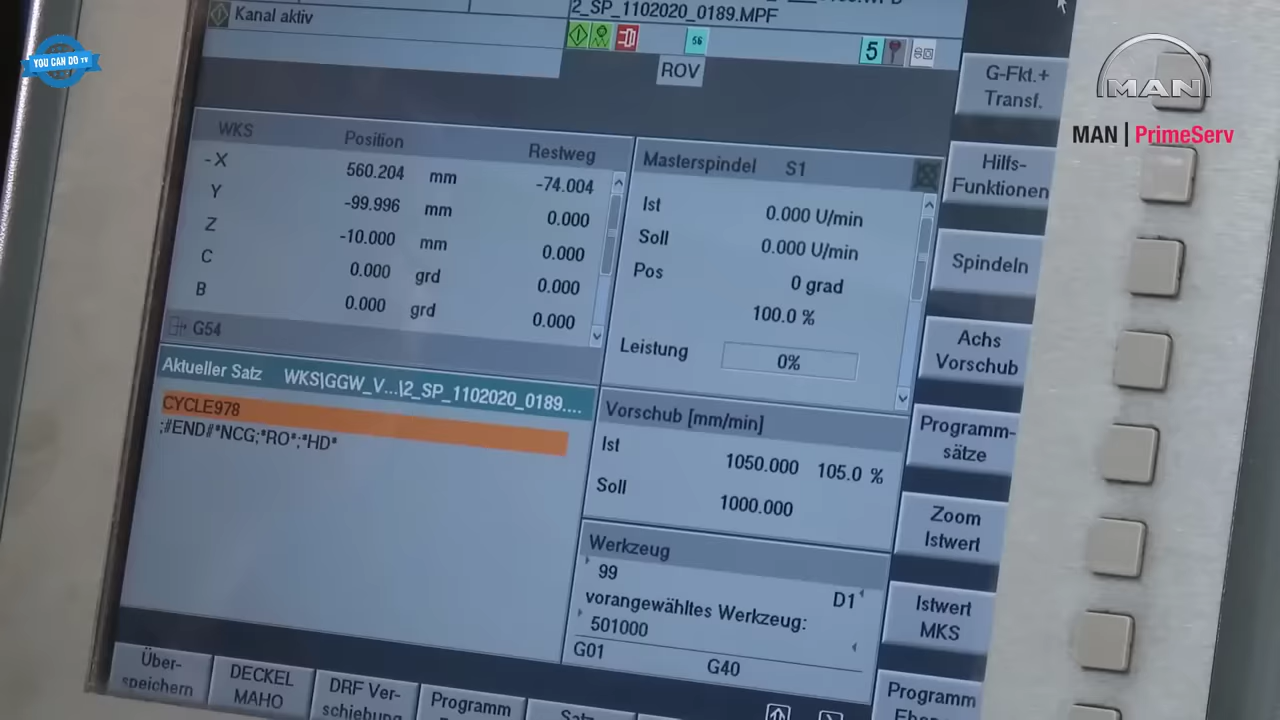 YOU CAN DO TV
Kanal aktiv
2_SP_1102020_0189.MPF
ROV
5
MAN
MAN | PrimeServ
WKS Position Restweg
-X 560.204 mm -74.004
Y -99.996 mm 0.000
Z -10.000 mm 0.000
C 0.000 grd 0.000
B 0.000 grd 0.000
G54
Masterspindel S1
Ist 0.000 U/min
Soll 0.000 U/min
Pos 0 grad
100.0 %
Leistung 0%
Aktueller Satz WKS\GGW_V...\2_SP_1102020_0189....
CYCLE978
;#END#*NCG;*RO*;*HD*
Vorschub [mm/min]
Ist 1050.000 105.0 %
Soll 1000.000
Werkzeug
99
D1
vorangewähltes Werkzeug:
501000
G01 G40
G-Fkt.+
Transf.
Hilfs-
Funktionen
Spindeln
Achs
Vorschub
Programm-
sätze
Zoom
Istwert
Istwert
MKS
Programm
Über-
speichern
DECKEL
MAHO
DRF Ver-
schiebung
Programm